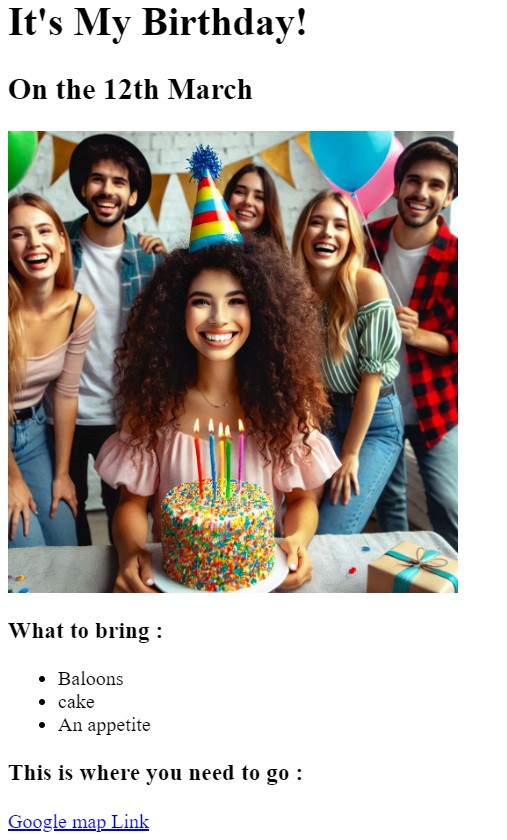 It's My Birthday!
On the 12th March
What to bring :
Baloons
cake
An appetite
This is where you need to go :
Google map Link